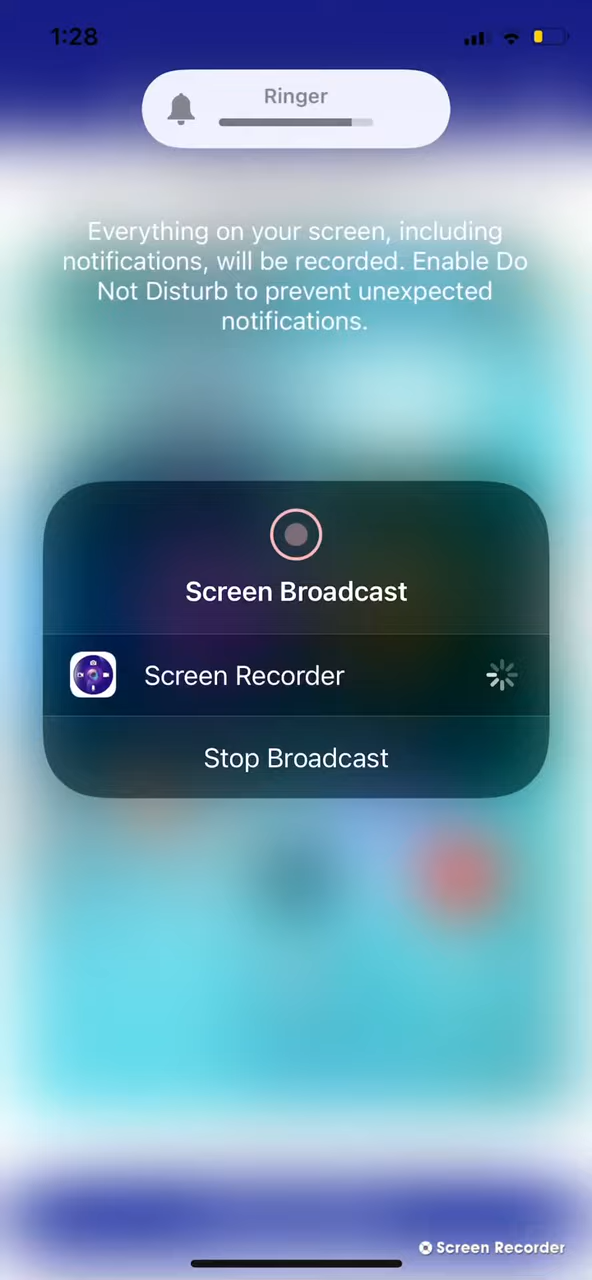 1:28
Ringer
Everything on your screen, including
notifications, will be recorded. Enable Do
Not Disturb to prevent unexpected
notifications.
Screen Broadcast
Screen Recorder
Stop Broadcast
Screen Recorder